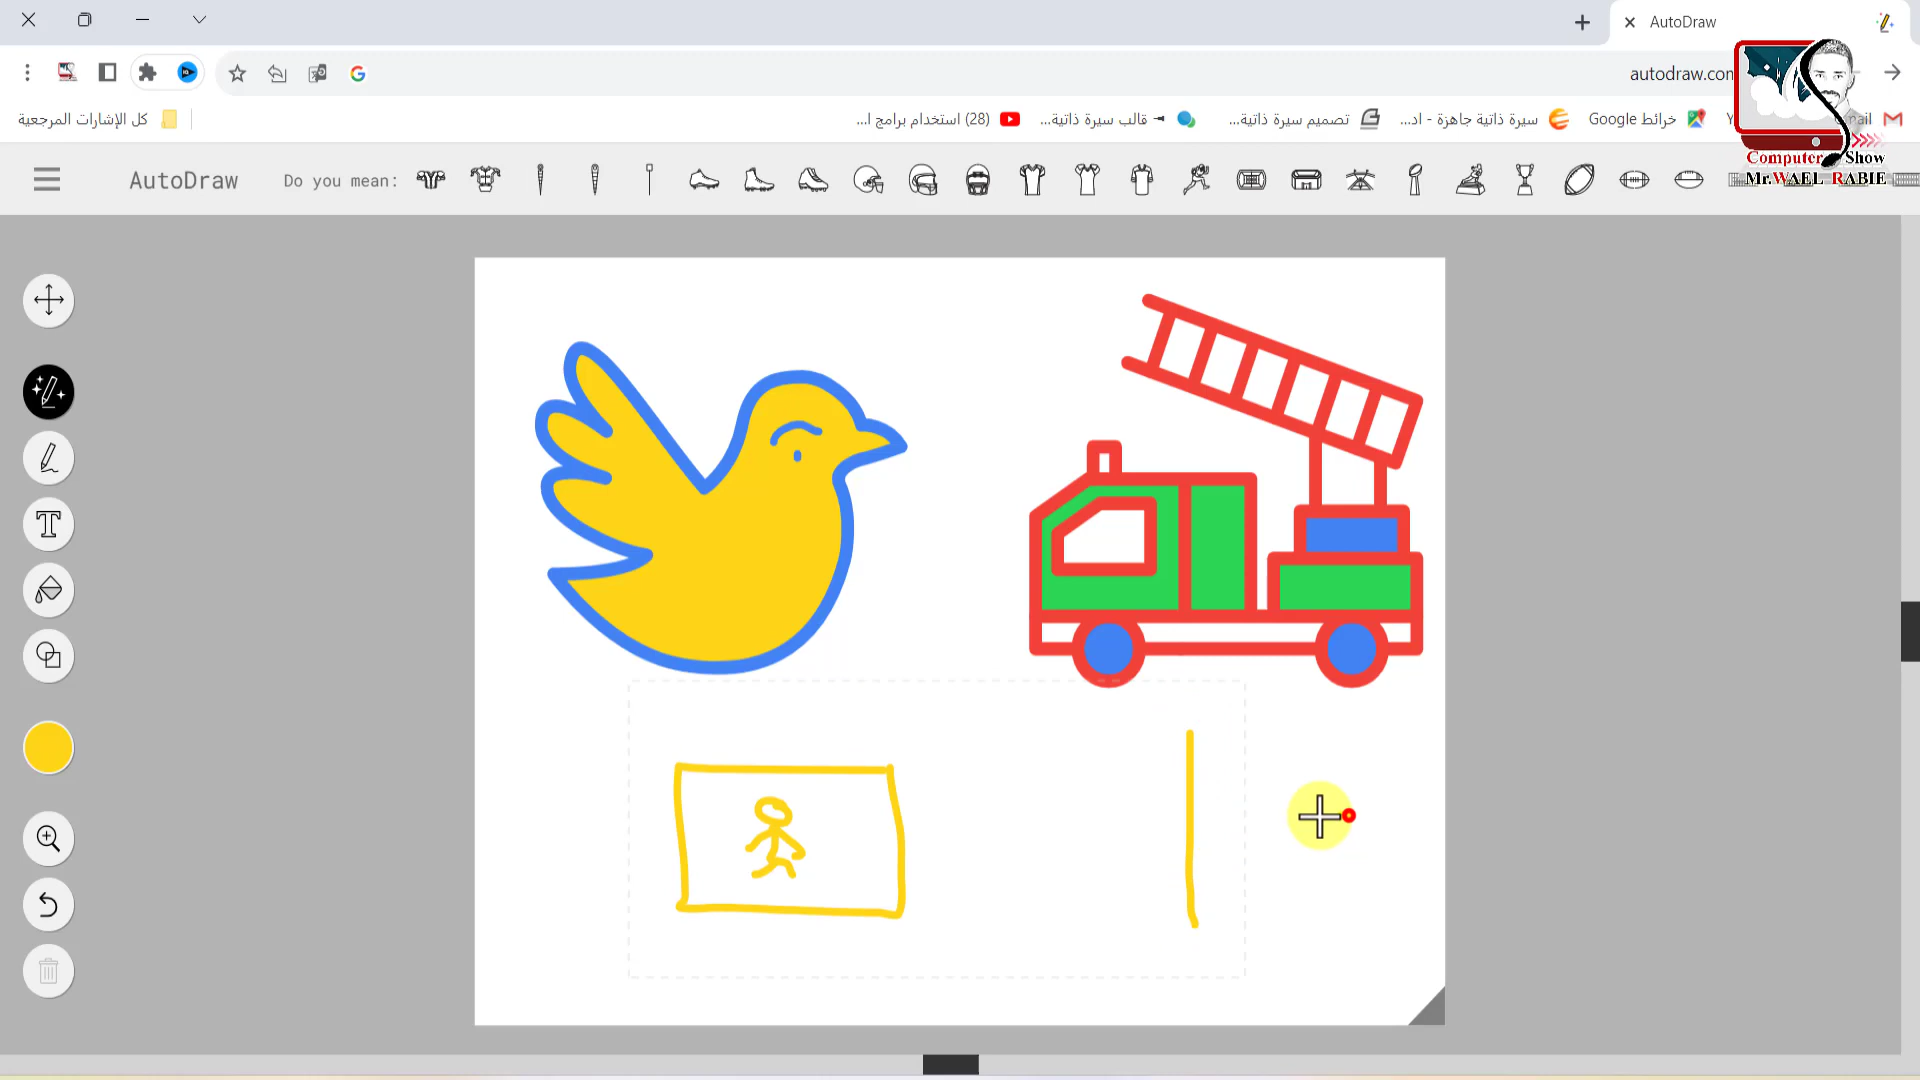 AutoDraw
autodraw.com
كل الإشارات المرجعية
(28) استخدام برامج ا...
قالب سيرة ذاتية...
تصميم سيرة ذاتية...
سيرة ذاتية جاهزة - اد...
خرائط Google
Y
Gmail
Computer Show
Mr.WAEL RABIE
AutoDraw
Do you mean:
T